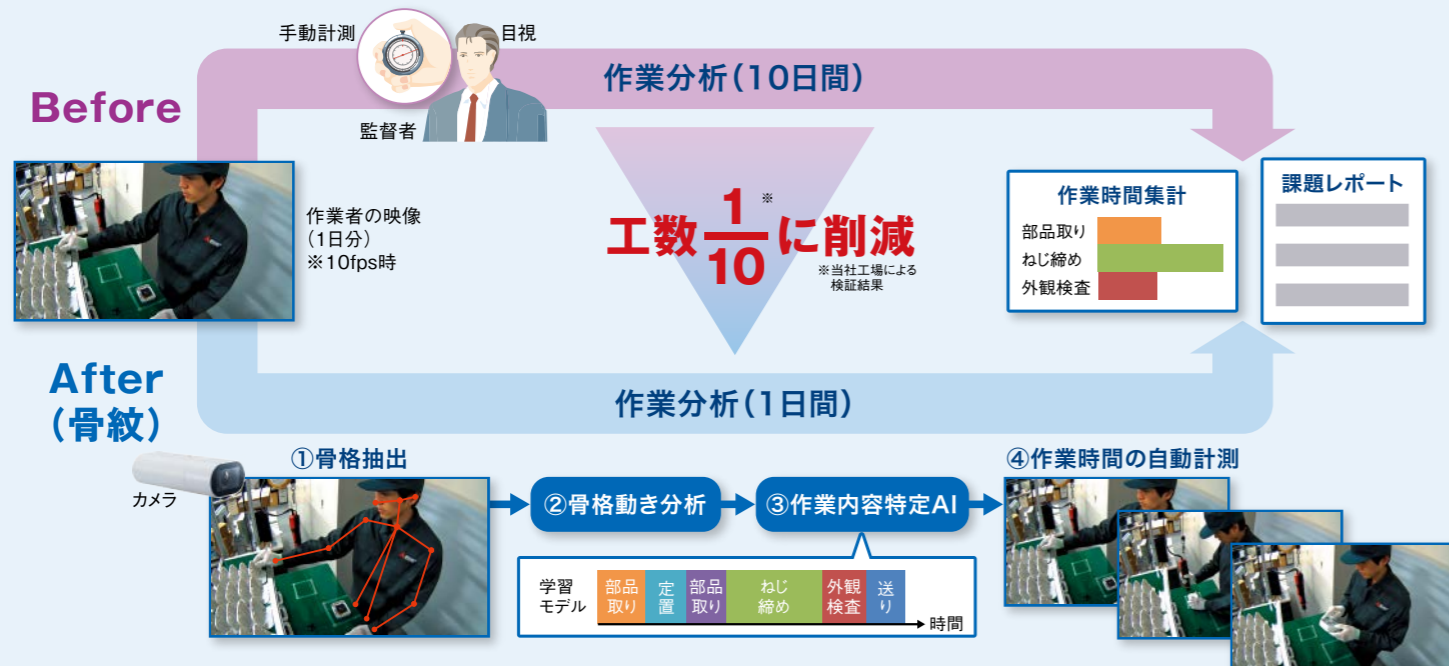 手動計測
目視
監督者
作業分析(10日間)
Before
作業者の映像
(1日分)
※10fps時
工数1/10※に削減
※当社工場による
検証結果
作業時間集計
部品取り
ねじ締め
外観検査
課題レポート
After
(骨紋)
作業分析(1日間)
カメラ
①骨格抽出
②骨格動き分析
③作業内容特定AI
④作業時間の自動計測
学習
モデル
部品
取り
定
置
部品
取り
ねじ
締め
外観
検査
送
り
時間